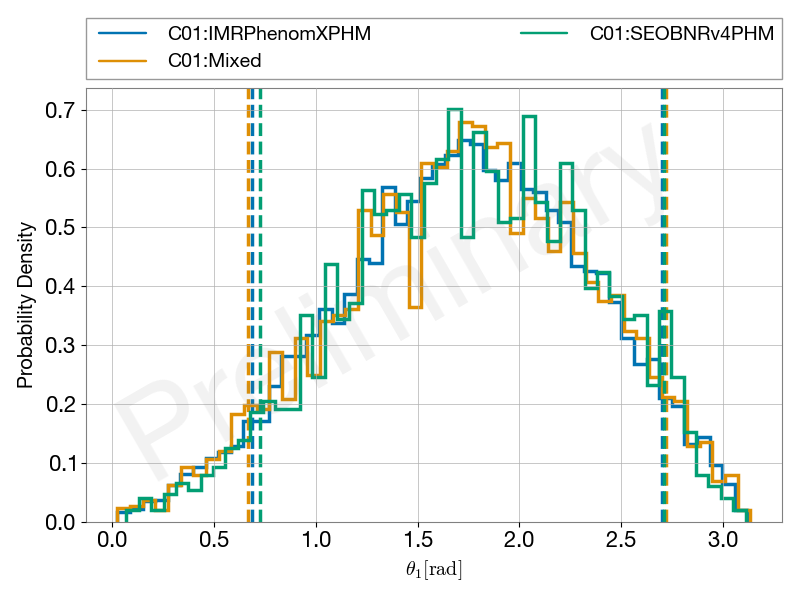 C01:IMRPhenomXPHM
C01:Mixed
C01:SEOBNRv4PHM
0.7
0.6
0.5
0.4
0.3
0.2
0.1
0.0
Probability Density
Preliminary
0.0 0.5 1.0 1.5 2.0 2.5 3.0
θ₁[rad]